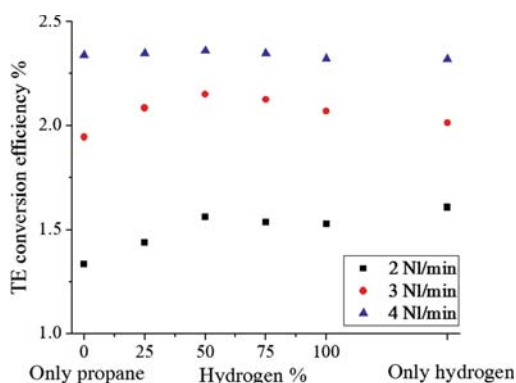 TE conversion efficiency %
2.5
2.0
1.5
1.0
2 Nl/min
3 Nl/min
4 Nl/min
0 25 50 75 100
Only propane Hydrogen % Only hydrogen